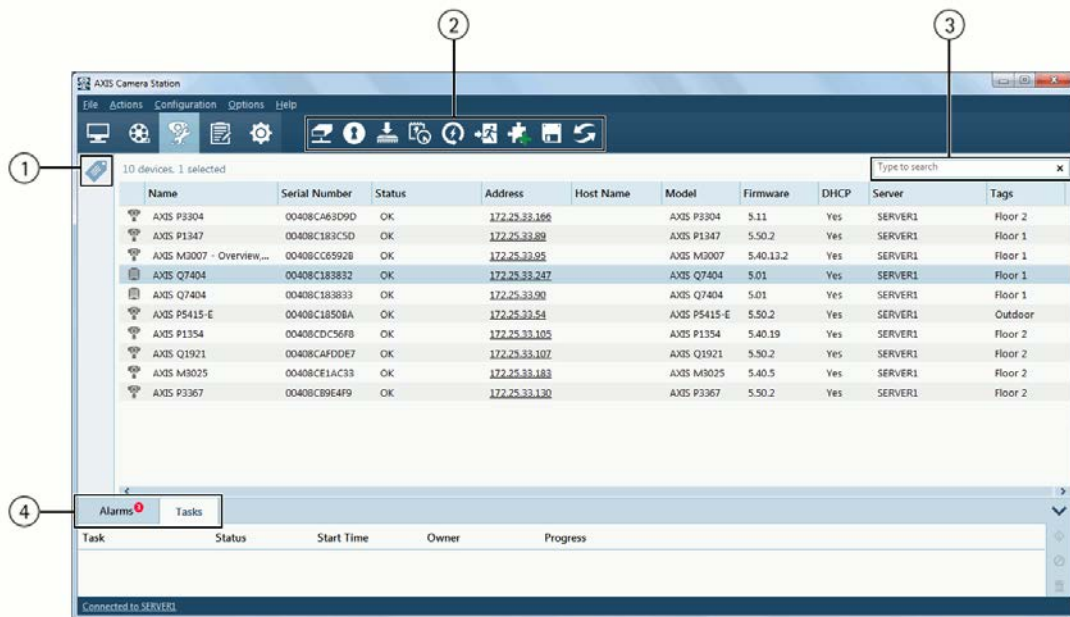 2
3
AXIS Camera Station
File Actions Configuration Options Help
1
10 devices, 1 selected
Type to search x
Name Serial Number Status Address Host Name Model Firmware DHCP Server Tags
AXIS P3304 00408CA63D9D OK 172.25.33.166 AXIS P3304 5.11 Yes SERVER1 Floor 2
AXIS P1347 00408C183C5D OK 172.25.33.89 AXIS P1347 5.50.2 Yes SERVER1 Floor 1
AXIS M3007 - Overview,... 00408CC6592B OK 172.25.33.95 AXIS M3007 5.40.13.2 Yes SERVER1 Floor 1
AXIS Q7404 00408C183832 OK 172.25.33.247 AXIS Q7404 5.01 Yes SERVER1 Floor 1
AXIS Q7404 00408C183833 OK 172.25.33.90 AXIS Q7404 5.01 Yes SERVER1 Floor 1
AXIS P5415-E 00408C1850BA OK 172.25.33.54 AXIS P5415-E 5.50.2 Yes SERVER1 Outdoor
AXIS P1354 00408CDC56F8 OK 172.25.33.105 AXIS P1354 5.40.19 Yes SERVER1 Floor 2
AXIS Q1921 00408CAFDDE7 OK 172.25.33.107 AXIS Q1921 5.50.2 Yes SERVER1 Floor 2
AXIS M3025 00408CE1AC33 OK 172.25.33.183 AXIS M3025 5.40.5 Yes SERVER1 Floor 2
AXIS P3367 00408CB9E4F9 OK 172.25.33.130 AXIS P3367 5.50.2 Yes SERVER1 Floor 2
4
Alarms Tasks
Task Status Start Time Owner Progress
Connected to SERVER1